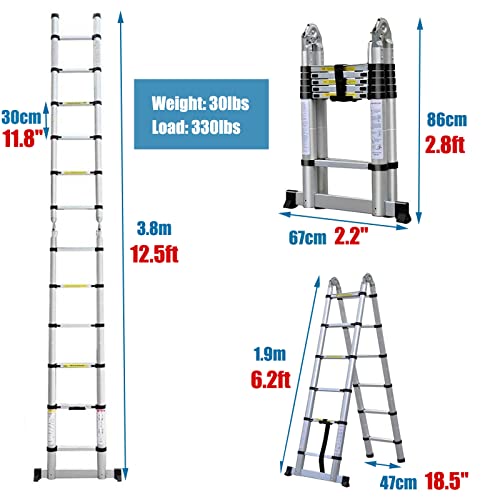 30cm
11.8"
Weight: 30lbs
Load: 330lbs
3.8m
12.5ft
86cm
2.8ft
67cm 2.2"
1.9m
6.2ft
47cm 18.5"